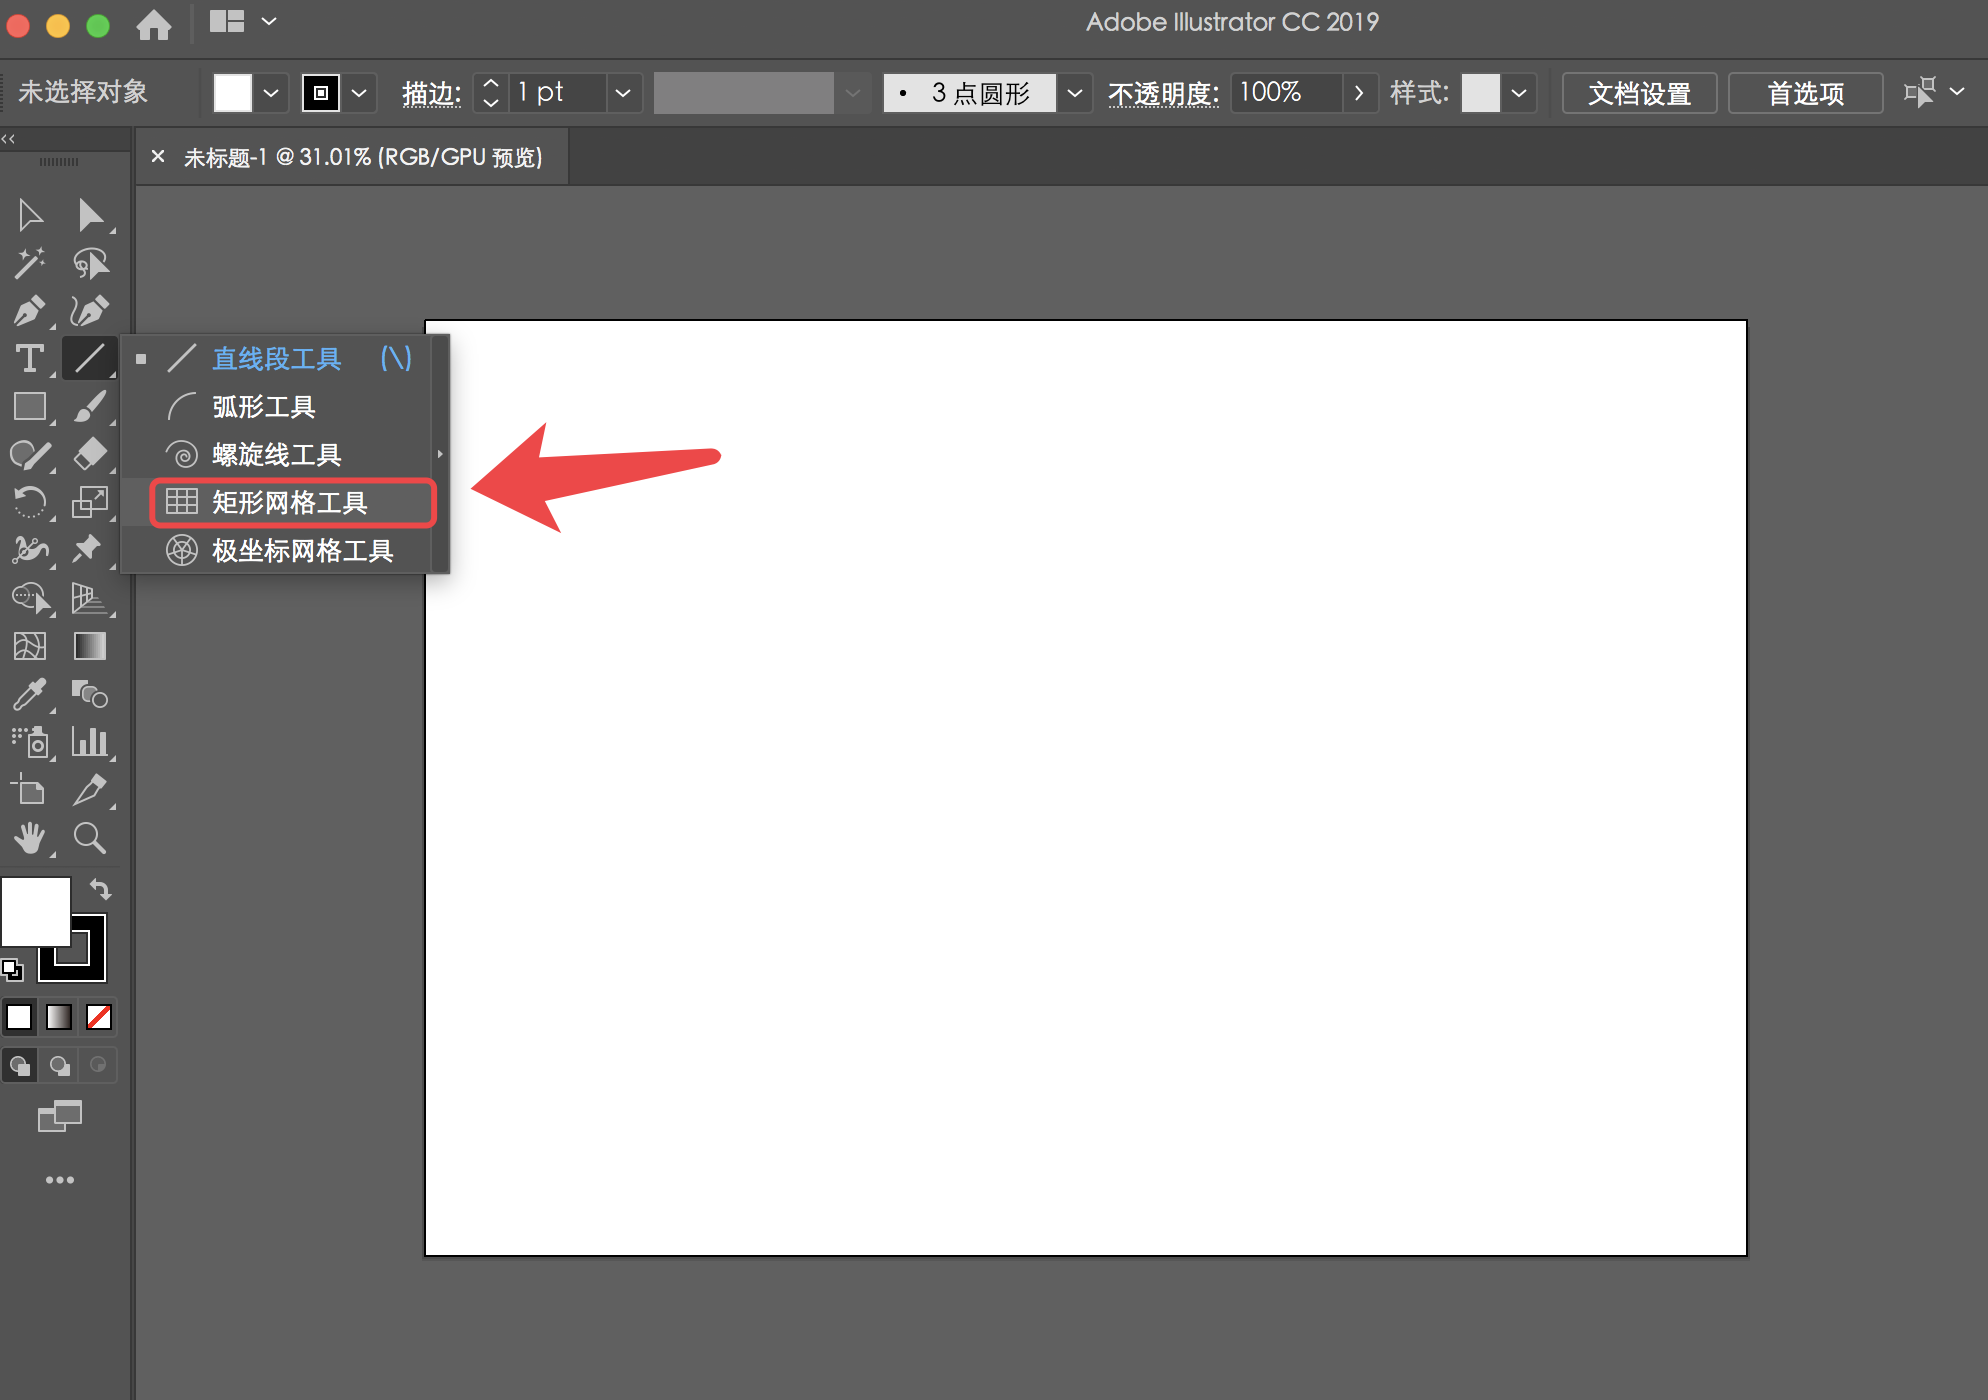 Adobe Illustrator CC 2019
未选择对象 描边: 1 pt • 3 点圆形 不透明度: 100% 样式: 文档设置 首选项
× 未标题-1 @ 31.01% (RGB/GPU 预览)
直线段工具 (\)
弧形工具
螺旋线工具
矩形网格工具
极坐标网格工具